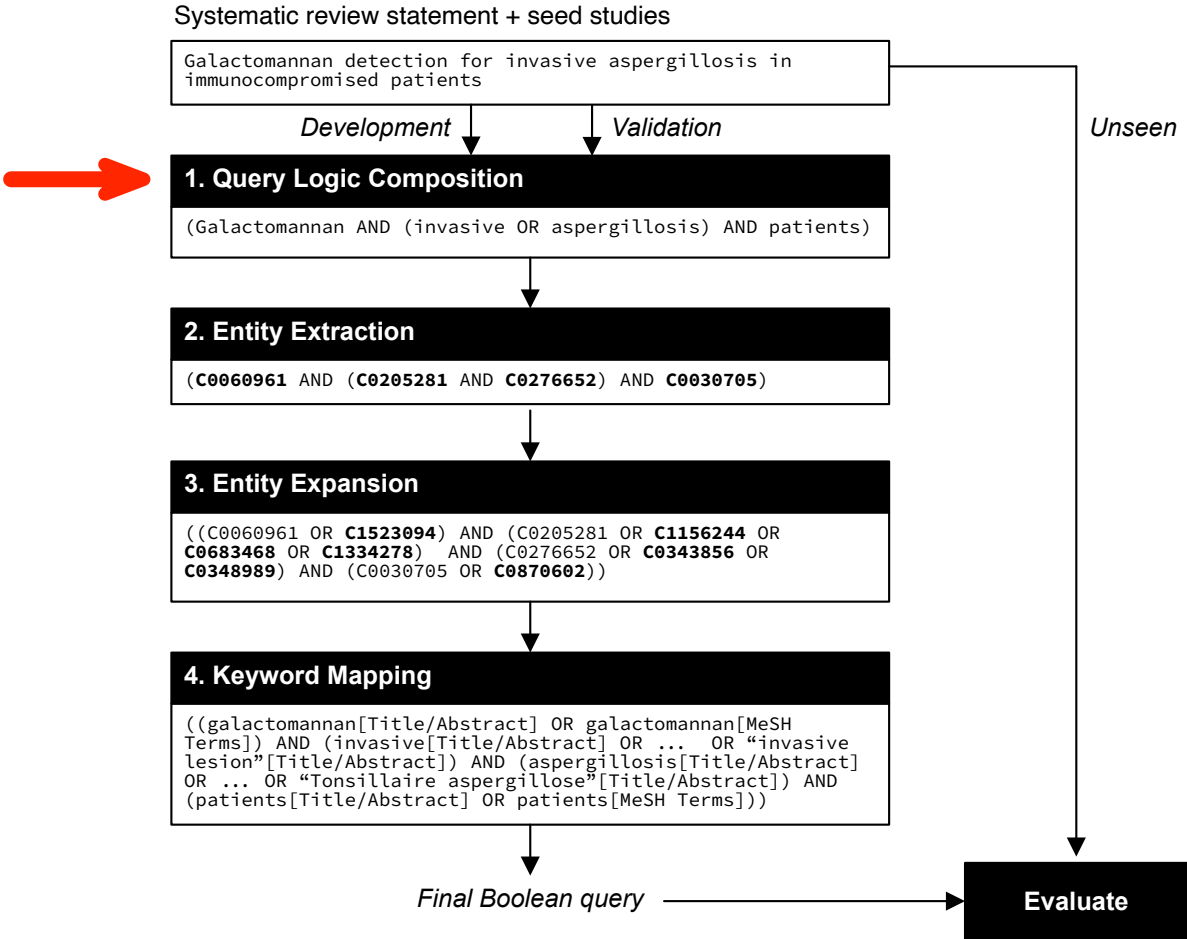 Systematic review statement + seed studies
Galactomannan detection for invasive aspergillosis in
immunocompromised patients
Development
Validation
Unseen
1. Query Logic Composition
(Galactomannan AND (invasive OR aspergillosis) AND patients)
2. Entity Extraction
(C0060961 AND (C0205281 AND C0276652) AND C0030705)
3. Entity Expansion
((C0060961 OR C1523094) AND (C0205281 OR C1156244 OR
C0683468 OR C1334278)  AND (C0276652 OR C0343856 OR
C0348989) AND (C0030705 OR C0870602))
4. Keyword Mapping
((galactomannan[Title/Abstract] OR galactomannan[MeSH
Terms]) AND (invasive[Title/Abstract] OR ...  OR “invasive
lesion”[Title/Abstract]) AND (aspergillosis[Title/Abstract]
OR ... OR “Tonsillaire aspergillose”[Title/Abstract]) AND
(patients[Title/Abstract] OR patients[MeSH Terms]))
Final Boolean query
Evaluate